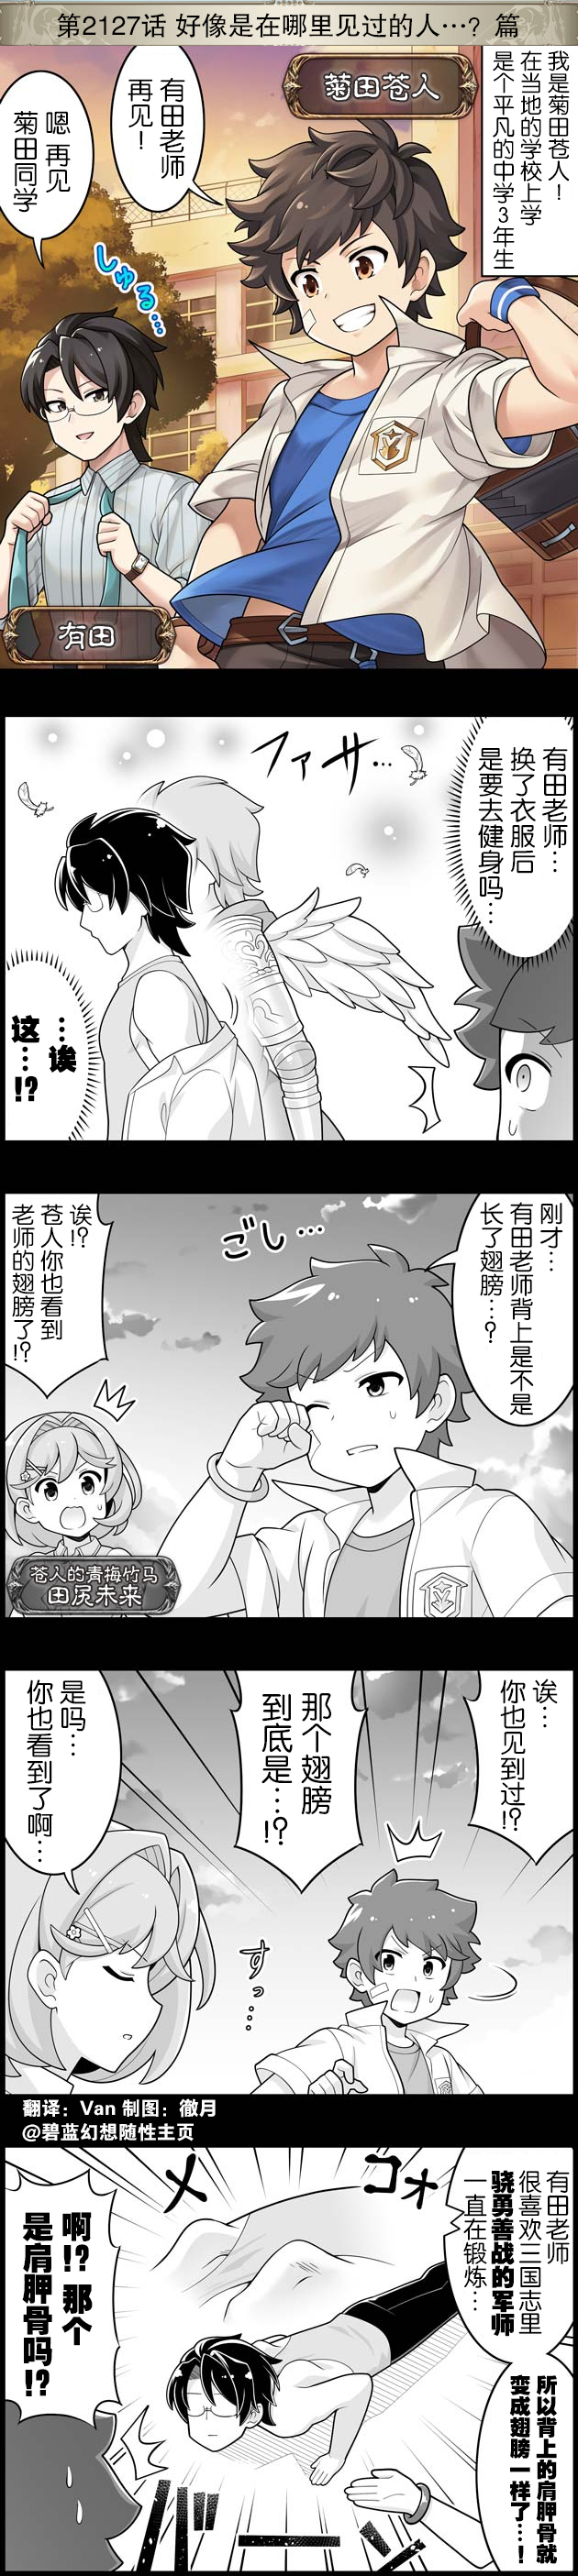 第2127话 好像是在哪里见过的人…？篇
我是菊田苍人！
在当地的学校上学
是个平凡的中学3年生
菊田苍人
有田老师
再见！
嗯 再见
菊田同学
しゅる…
有田
有田老师…
换了衣服后
是要去健身吗…
ファサ…
…诶
这…!?
刚才…
有田老师背上是不是
长了翅膀…?
ごし…
诶!?
苍人你也看到
老师的翅膀了!?
苍人的青梅竹马
田尻未来
诶…
你也见到过!?
那个翅膀
到底是…!?
是吗…
你也看到了啊…
すっ…
翻译：Van 制图：徹月
@碧蓝幻想随性主页
有田老师
很喜欢三国志里
骁勇善战的军师
一直在锻炼…
所以背上的肩胛骨就
变成翅膀一样了…!
メコォ
啊!? 那个
是肩胛骨吗!?
バーン